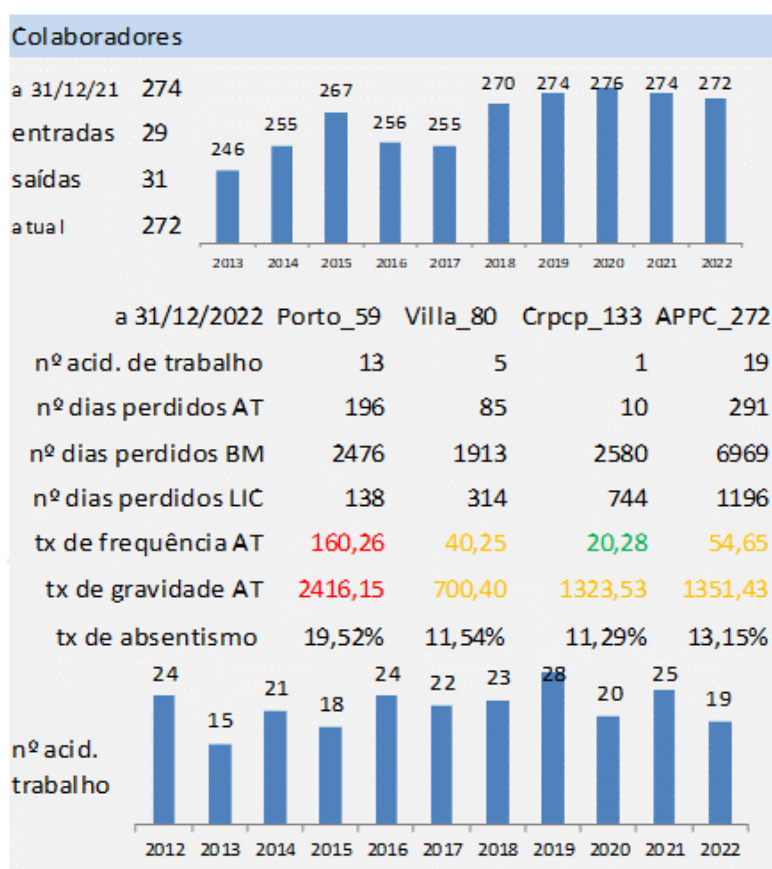 Colaboradores
a 31/12/21 274
entradas 29
saídas 31
atual 272
246 255 267 256 255 270 274 276 274 272
2013 2014 2015 2016 2017 2018 2019 2020 2021 2022
a 31/12/2022 Porto_59 Villa_80 Crpcp_133 APPC_272
nº acid. de trabalho 13 5 1 19
nº dias perdidos AT 196 85 10 291
nº dias perdidos BM 2476 1913 2580 6969
nº dias perdidos LIC 138 314 744 1196
tx de frequência AT 160,26 40,25 20,28 54,65
tx de gravidade AT 2416,15 700,40 1323,53 1351,43
tx de absentismo 19,52% 11,54% 11,29% 13,15%
24 15 21 18 24 22 23 28 20 25 19
nº acid.
trabalho
2012 2013 2014 2015 2016 2017 2018 2019 2020 2021 2022